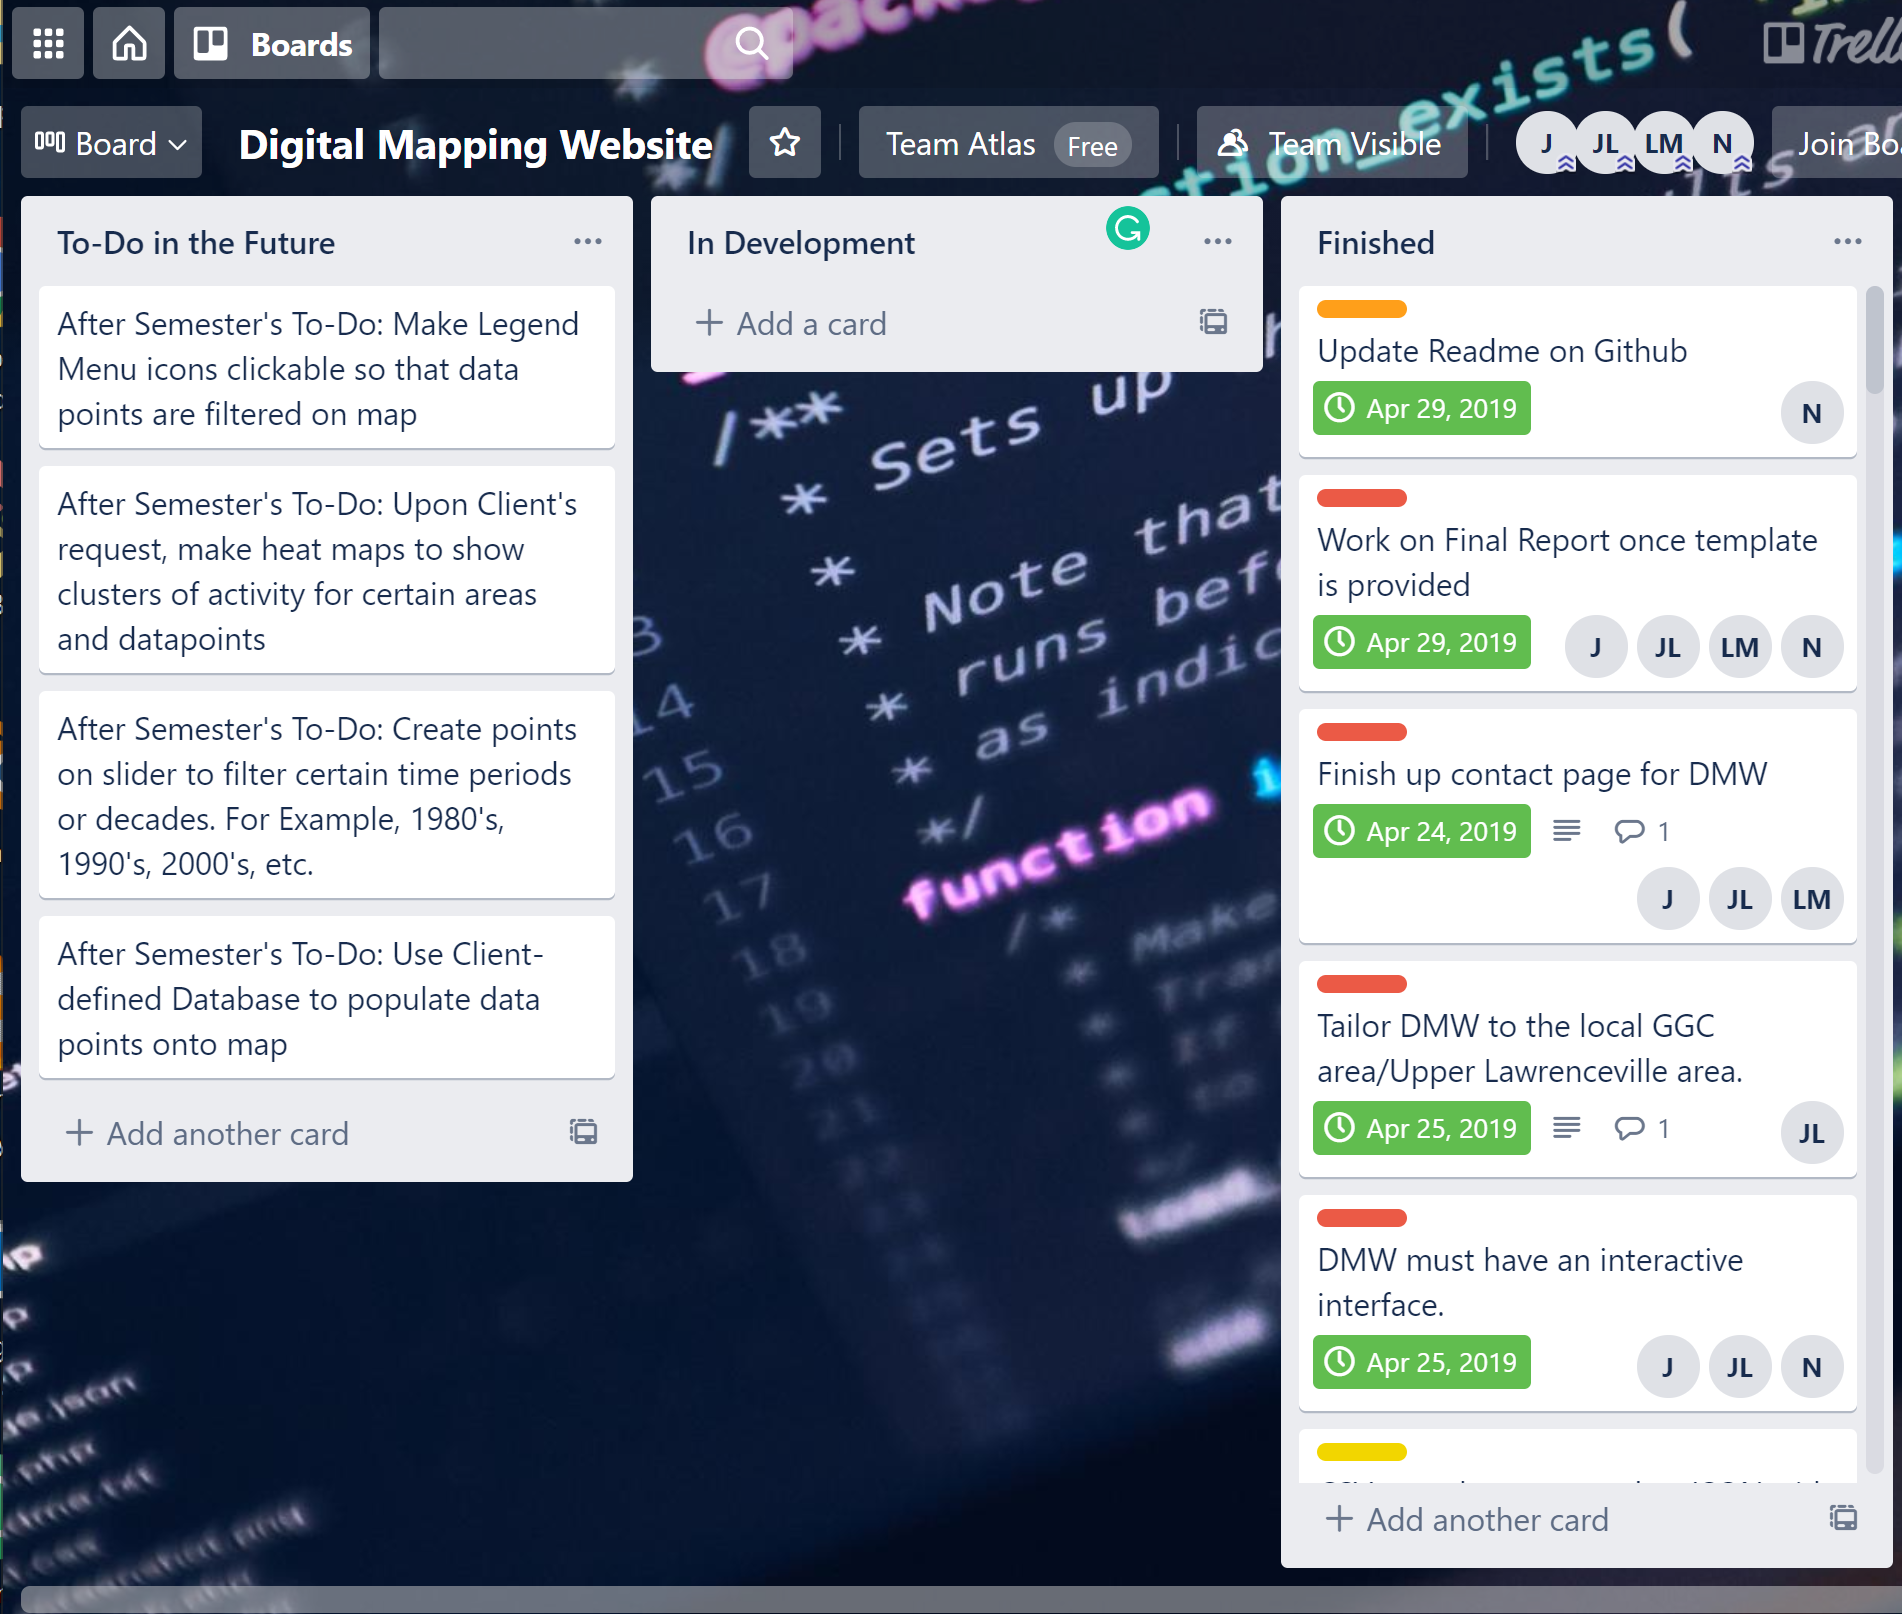 Boards
Trello
Board
Digital Mapping Website
Team Atlas Free
Team Visible
J JL LM N
To-Do in the Future
After Semester's To-Do: Make Legend
Menu icons clickable so that data
points are filtered on map
After Semester's To-Do: Upon Client's
request, make heat maps to show
clusters of activity for certain areas
and datapoints
After Semester's To-Do: Create points
on slider to filter certain time periods
or decades. For Example, 1980's,
1990's, 2000's, etc.
After Semester's To-Do: Use Client-
defined Database to populate data
points onto map
+ Add another card
In Development
+ Add a card
Finished
Update Readme on Github
Apr 29, 2019
N
Work on Final Report once template
is provided
Apr 29, 2019
J JL LM N
Finish up contact page for DMW
Apr 24, 2019 1
J JL LM
Tailor DMW to the local GGC
area/Upper Lawrenceville area.
Apr 25, 2019 1
JL
DMW must have an interactive
interface.
Apr 25, 2019
J JL N
+ Add another card
_exists(
/**
* Sets up
*
* Note that
* runs
* as
*/
function
/*
* Make
14
15
16
17
18
19
20
21